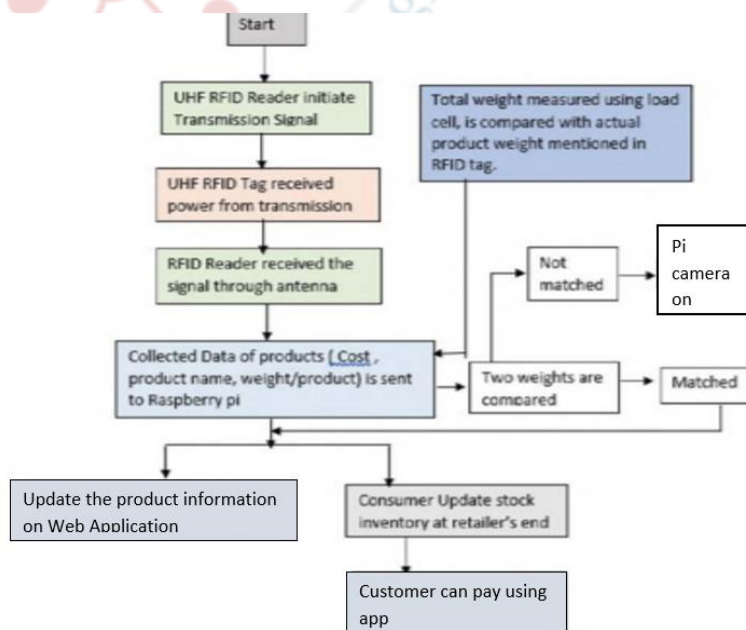 Start
UHF RFID Reader initiate
Transmission Signal
Total weight measured using load
cell, is compared with actual
product weight mentioned in
RFID tag.
UHF RFID Tag received
power from transmission
RFID Reader received the
signal through antenna
Not
matched
Pi
camera
on
Collected Data of products ( Cost ,
product name, weight/product) is sent
to Raspberry pi
Two weights are
compared
Matched
Update the product information
on Web Application
Consumer Update stock
inventory at retailer's end
Customer can pay using
app